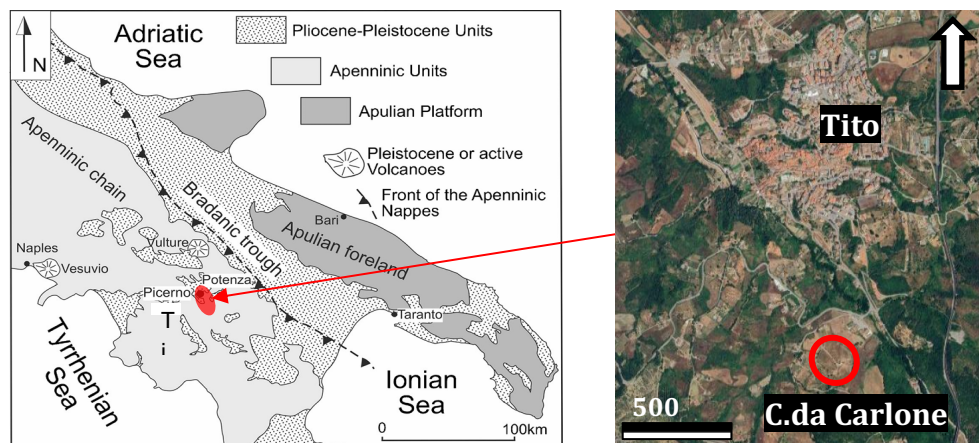 Adriatic
Sea
N
Pliocene-Pleistocene Units
Apenninic Units
Apulian Platform
Pleistocene or active
Volcanoes
Front of the Apenninic
Nappes
Apenninic chain
Bradanic trough
Bari
Apulian foreland
Naples
Vulture
Vesuvio
Potenza
Picerno
Taranto
T
i
Tyrrhenian
Sea
Ionian
Sea
0
100km
Tito
500
C.da Carlone